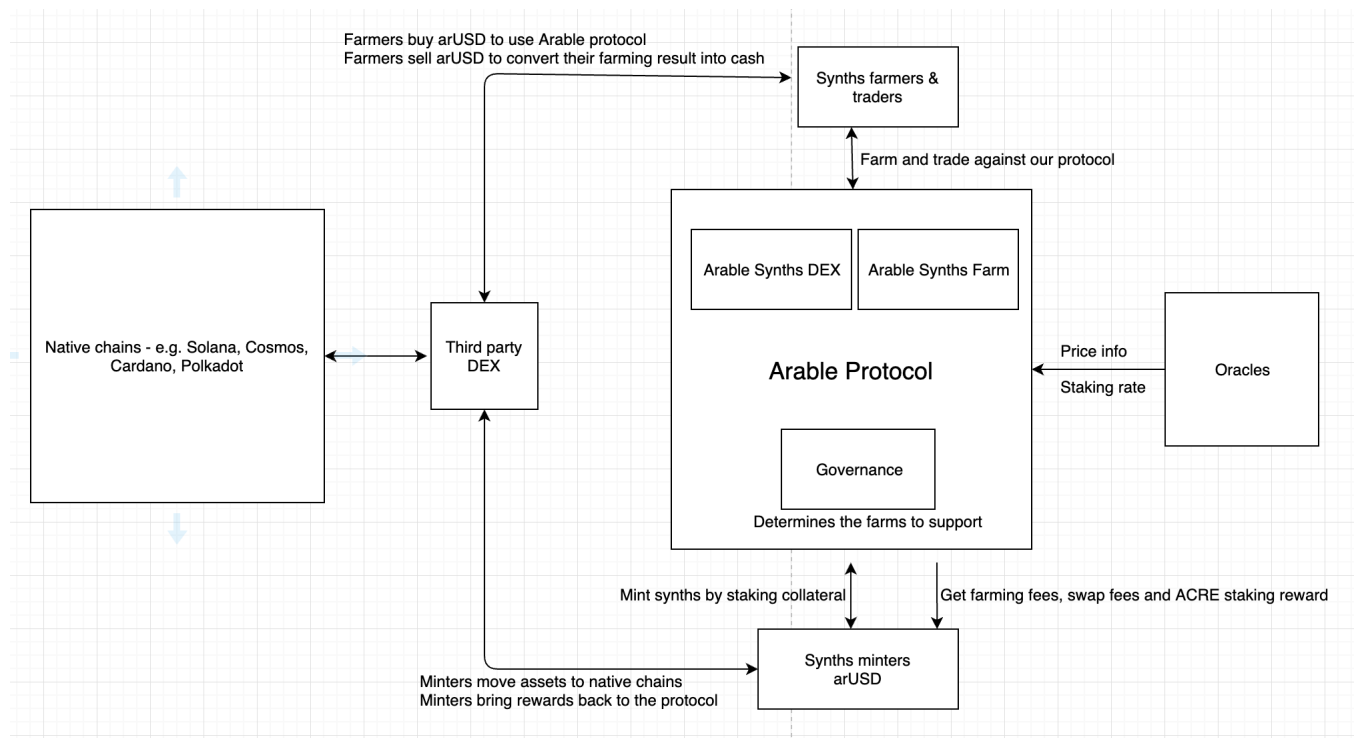 Farmers buy arUSD to use Arable protocol
Farmers sell arUSD to convert their farming result into cash
Synths farmers &
traders
Farm and trade against our protocol
Arable Synths DEX
Arable Synths Farm
Native chains - e.g. Solana, Cosmos,
Cardano, Polkadot
Third party
DEX
Arable Protocol
Price info
Staking rate
Oracles
Governance
Determines the farms to support
Mint synths by staking collateral
Get farming fees, swap fees and ACRE staking reward
Synths minters
arUSD
Minters move assets to native chains
Minters bring rewards back to the protocol